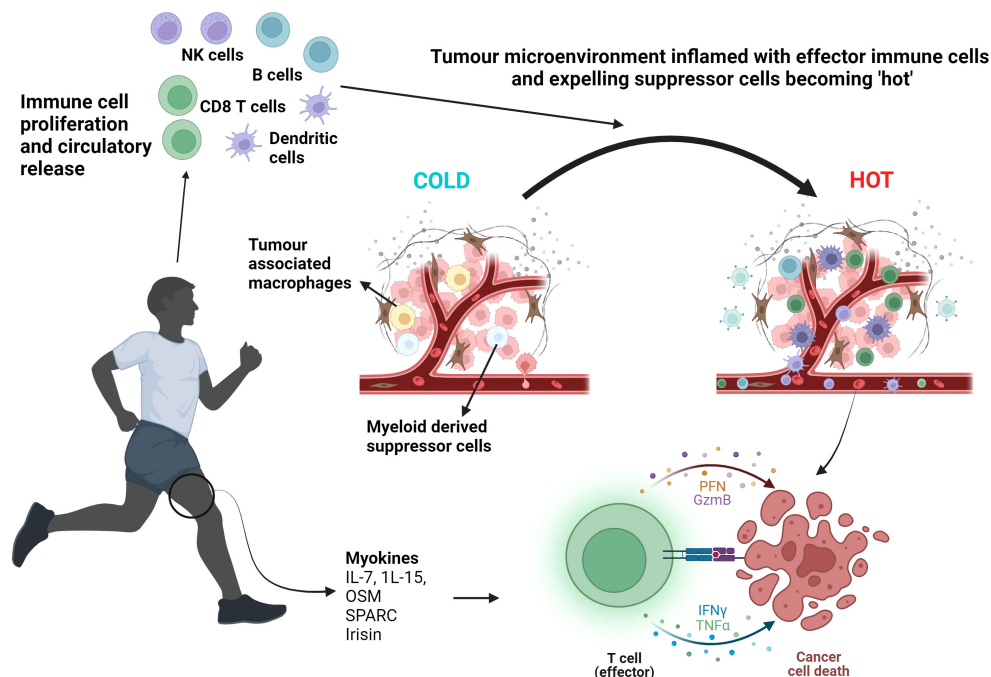 NK cells
B cells
CD8 T cells
Dendritic
cells
Immune cell
proliferation
and circulatory
release
Tumour microenvironment inflamed with effector immune cells
and expelling suppressor cells becoming 'hot'
COLD
HOT
Tumour
associated
macrophages
Myeloid derived
suppressor cells
Myokines
IL-7, 1L-15,
OSM
SPARC
Irisin
PFN
GzmB
IFNγ
TNFα
T cell
(effector)
Cancer
cell death